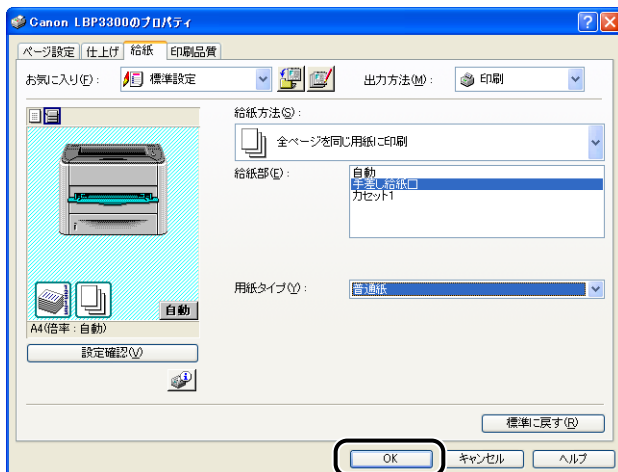 Canon LBP3300のプロパティ
ページ設定 仕上げ 給紙 印刷品質
お気に入り(F): 標準設定 出力方法(M): 印刷
給紙方法(S):
全ページを同じ用紙に印刷
給紙部(E):
自動
手差し給紙口
カセット1
用紙タイプ(Y): 普通紙
自動
A4(倍率:自動)
設定確認(V)
標準に戻す(R)
OK キャンセル ヘルプ